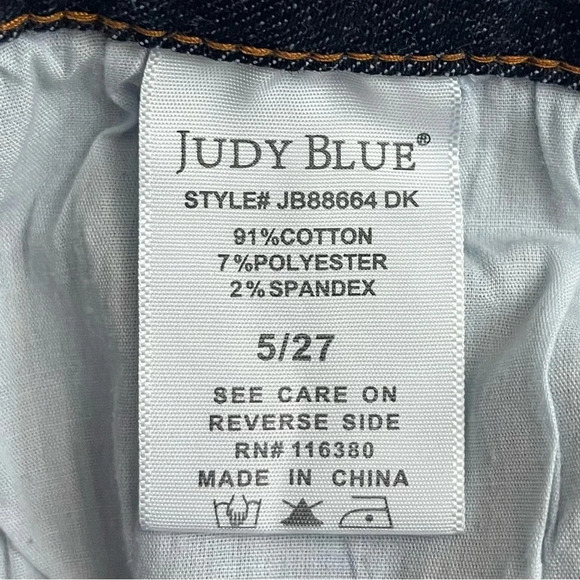 JUDY BLUE®
STYLE# JB88664 DK
91%COTTON
7%POLYESTER
2%SPANDEX
5/27
SEE CARE ON
REVERSE SIDE
RN# 116380
MADE IN CHINA